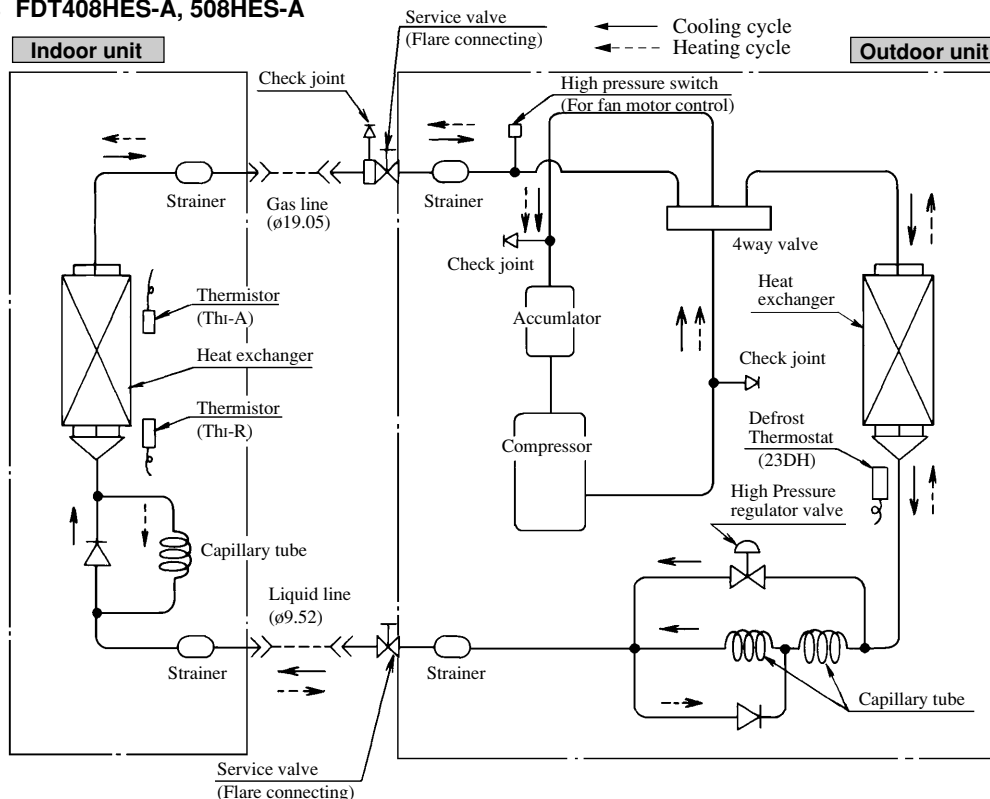 FDT408HES-A, 508HES-A
Indoor unit
Service valve
(Flare connecting)
Cooling cycle
Heating cycle
Outdoor unit
Check joint
High pressure switch
(For fan motor control)
Strainer
Gas line
(ø19.05)
Strainer
4way valve
Check joint
Thermistor
(ThI-A)
Accumlator
Heat
exchanger
Heat exchanger
Check joint
Thermistor
(ThI-R)
Compressor
Defrost
Thermostat
(23DH)
High Pressure
regulator valve
Capillary tube
Liquid line
(ø9.52)
Strainer
Strainer
Capillary tube
Service valve
(Flare connecting)